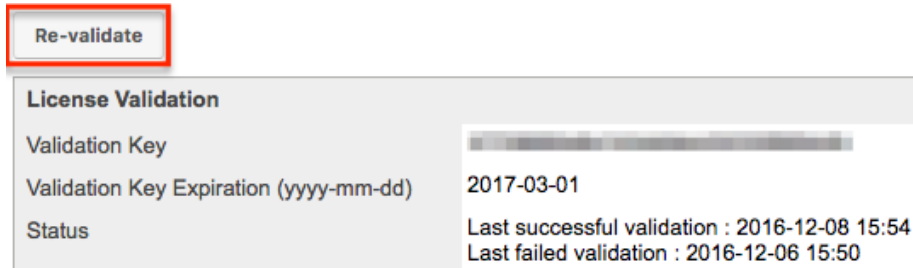 Re-validate
License Validation
Validation Key
Validation Key Expiration (yyyy-mm-dd) 2017-03-01
Status Last successful validation : 2016-12-08 15:54
Last failed validation : 2016-12-06 15:50